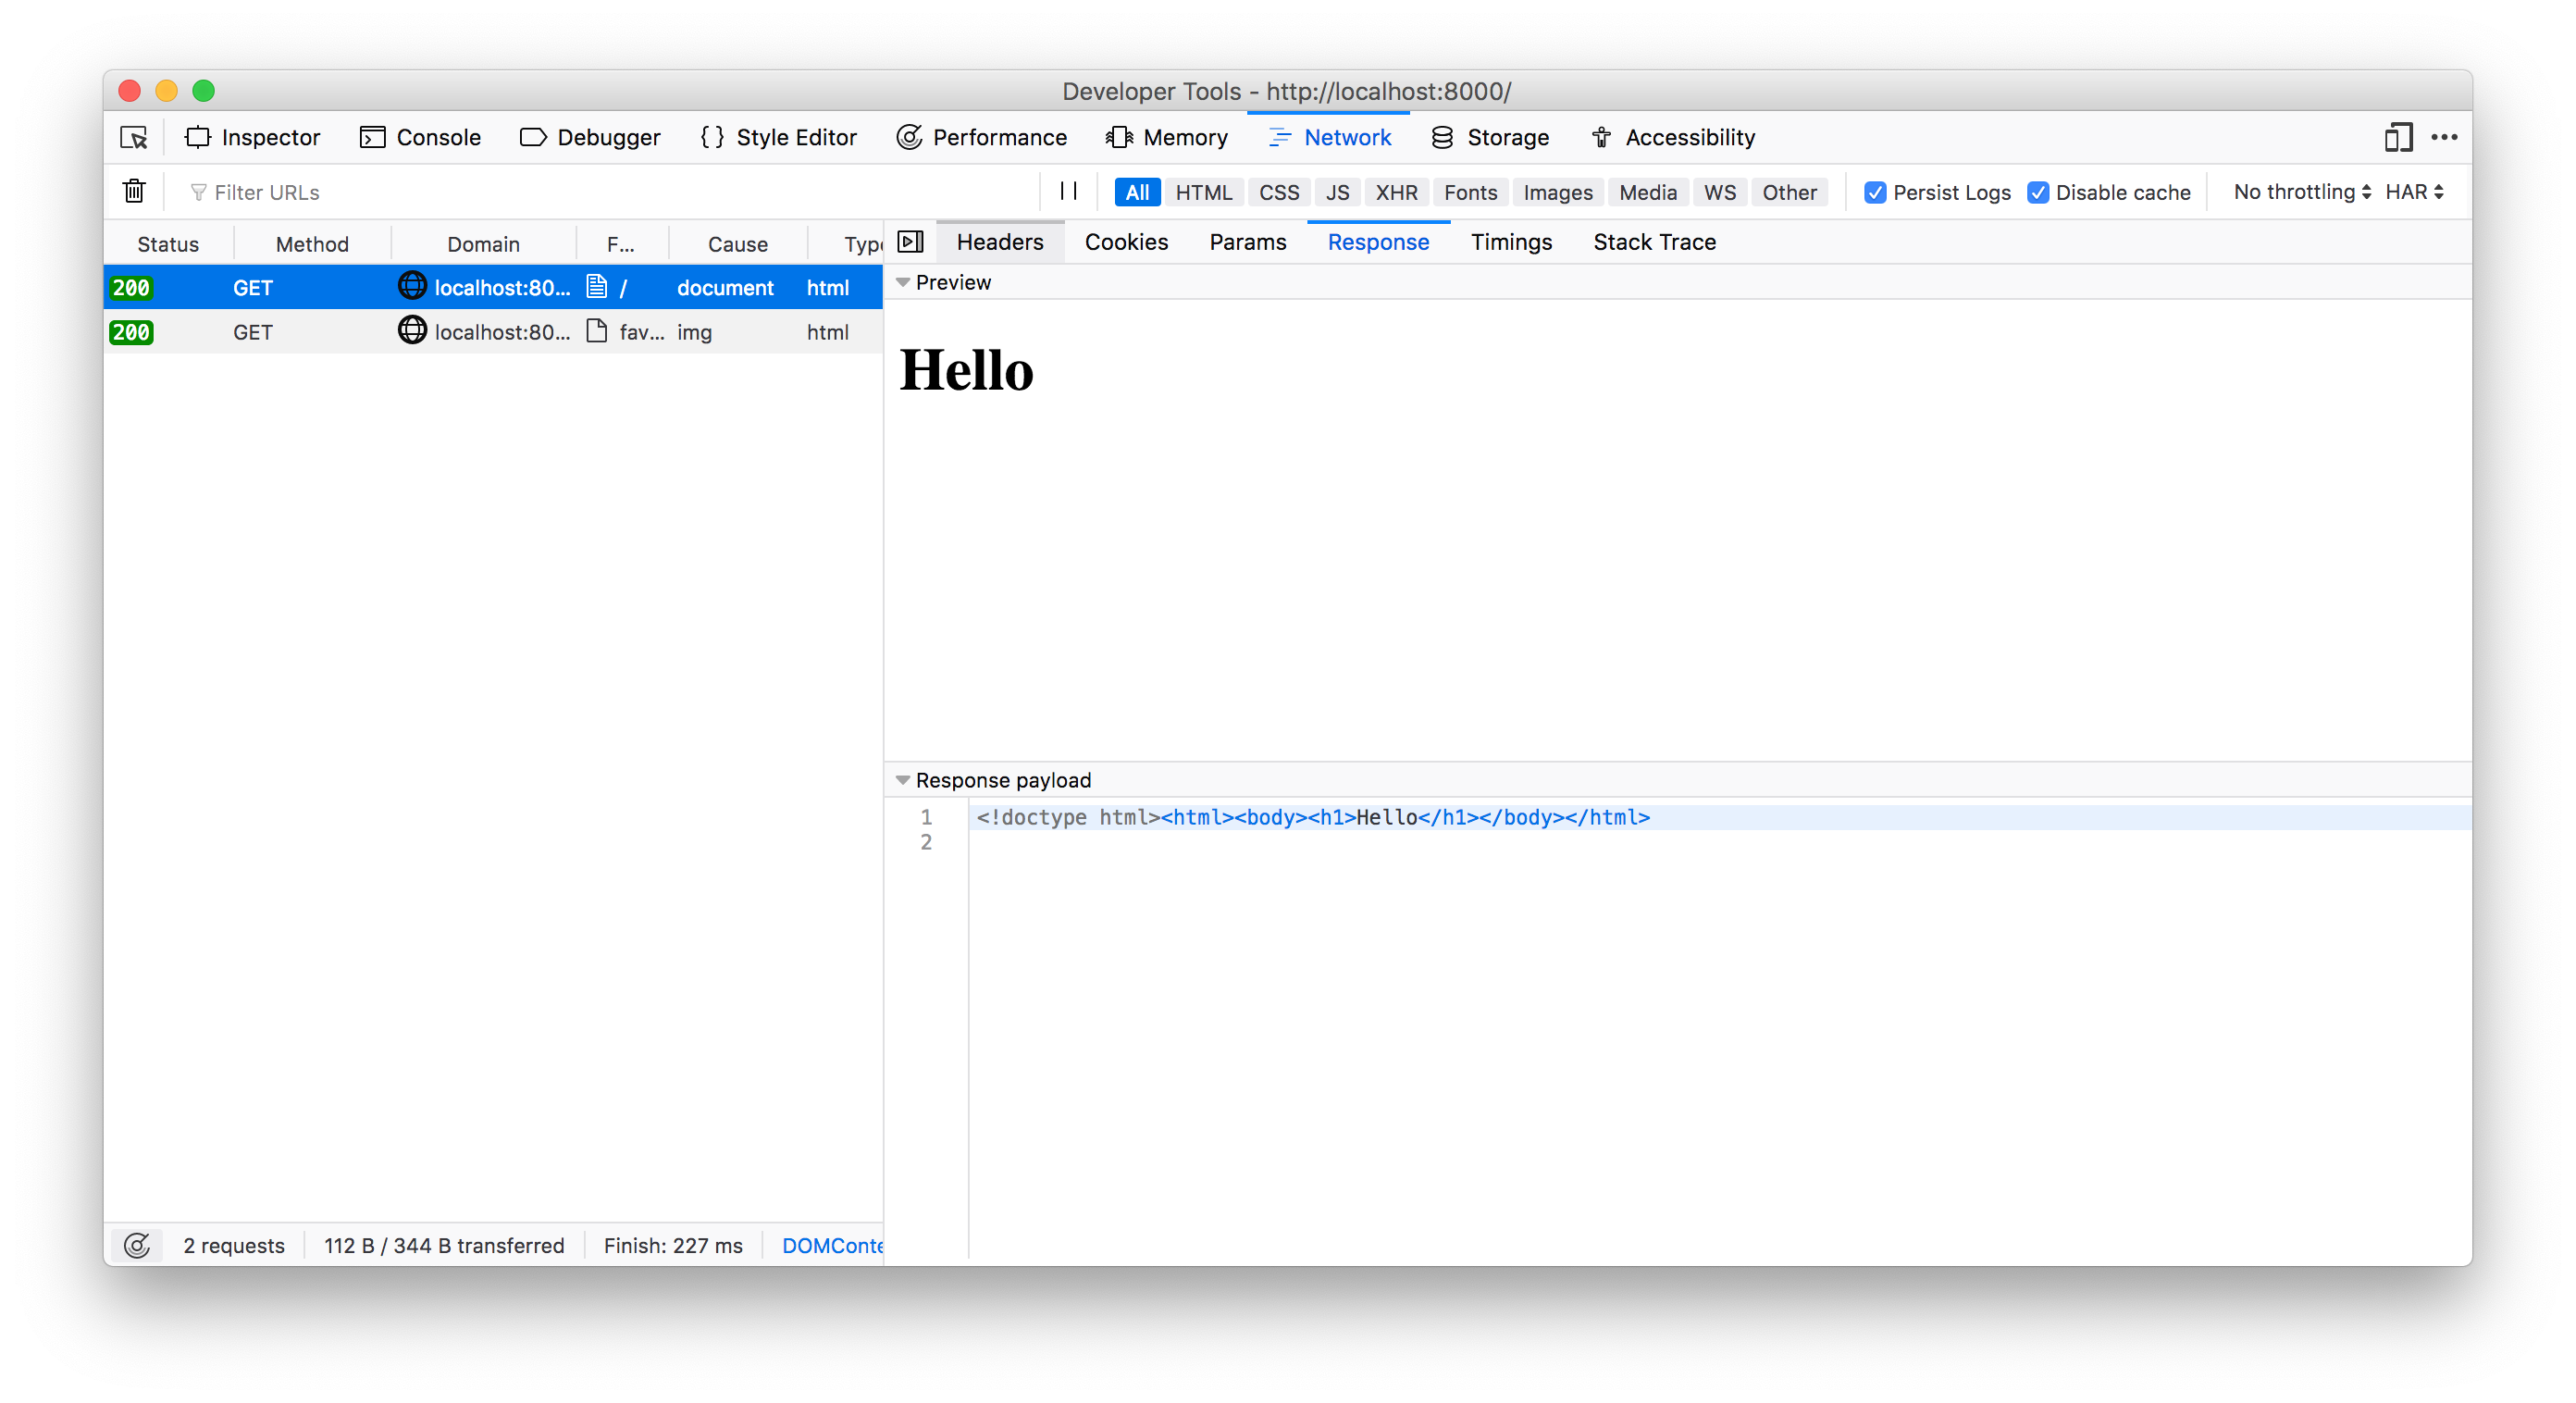 Developer Tools - http://localhost:8000/
Inspector Console Debugger { } Style Editor Performance Memory Network Storage Accessibility
Filter URLs All HTML CSS JS XHR Fonts Images Media WS Other Persist Logs Disable cache No throttling HAR
Status Method Domain F... Cause Type
Headers Cookies Params Response Timings Stack Trace
200 GET localhost:80... / document html
200 GET localhost:80... fav... img html
Preview
Hello
Response payload
1 <!doctype html><html><body><h1>Hello</h1></body></html>
2
2 requests 112 B / 344 B transferred Finish: 227 ms DOMConte